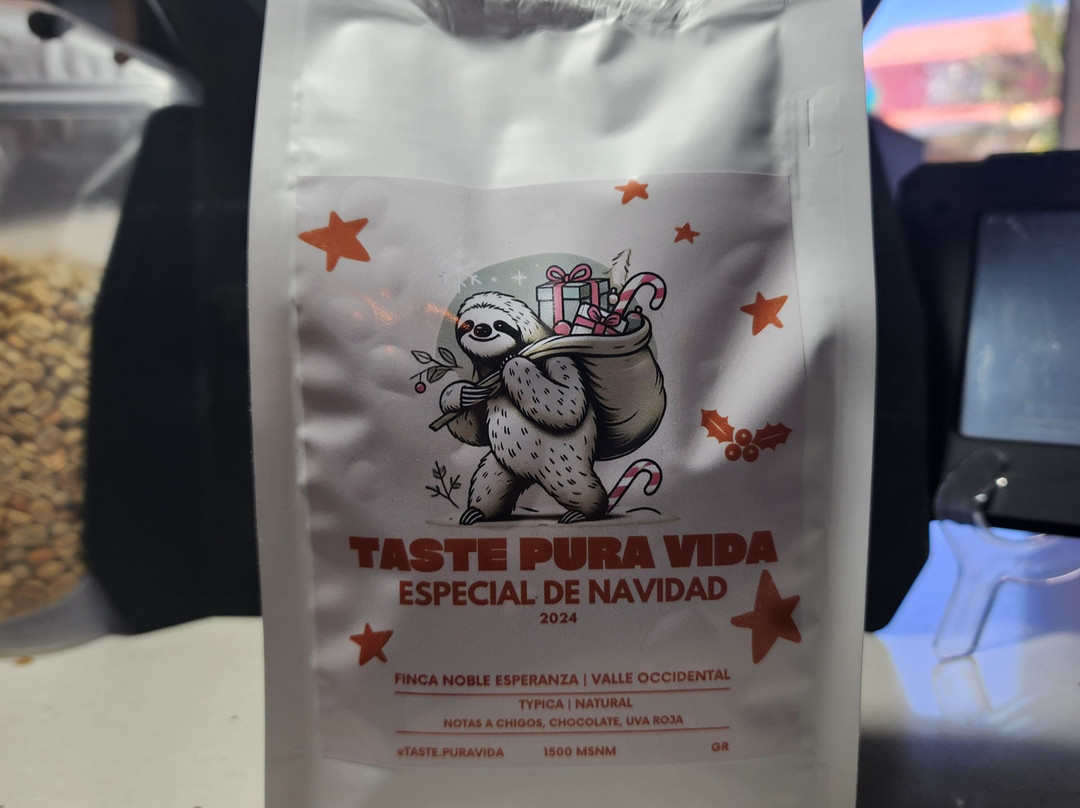 TASTE PURA VIDA
ESPECIAL DE NAVIDAD
2024
FINCA NOBLE ESPERANZA | VALLE OCCIDENTAL
TYPICA | NATURAL
NOTAS A CHIGOS, CHOCOLATE, UVA ROJA
@TASTE.PURAVIDA 1500 MSNM GR